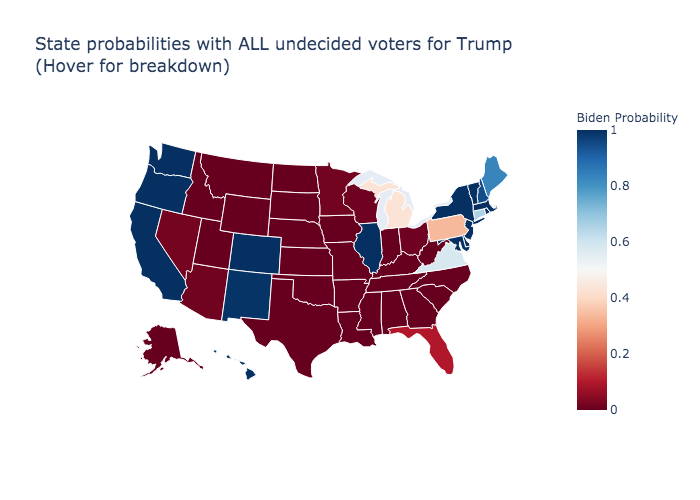 State probabilities with ALL undecided voters for Trump
(Hover for breakdown)
Biden Probability
1
0.8
0.6
0.4
0.2
0